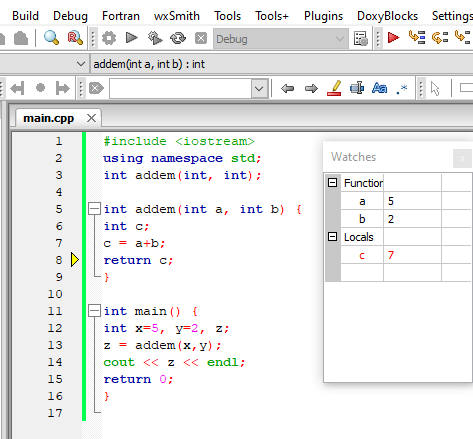 Build Debug Fortran wxSmith Tools Tools+ Plugins DoxyBlocks Settings
Debug
addem(int a, int b) : int
main.cpp
1 #include <iostream>
2 using namespace std;
3 int addem(int, int);
4
5 int addem(int a, int b) {
6 int c;
7 c = a+b;
8 return c;
9 }
10
11 int main() {
12 int x=5, y=2, z;
13 z = addem(x,y);
14 cout << z << endl;
15 return 0;
16 }
17
Watches
Function
a 5
b 2
Locals
c 7